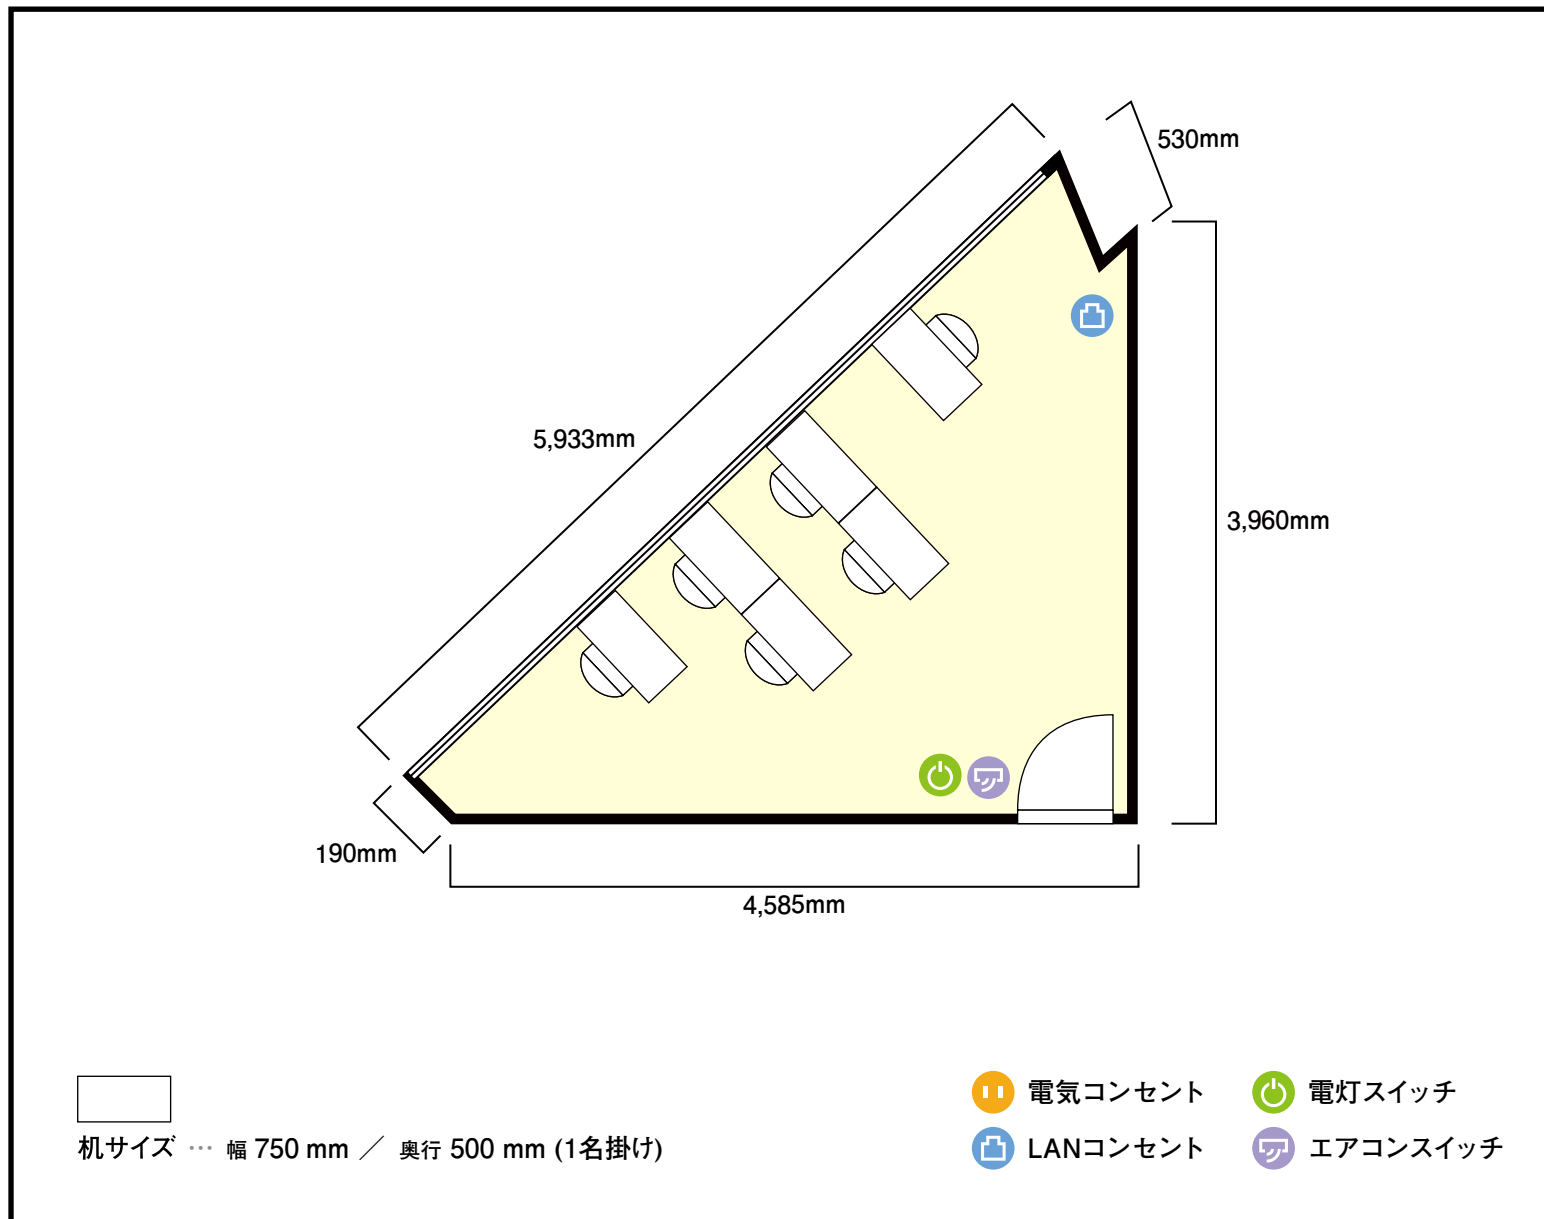 530mm
5,933mm
3,960mm
190mm
4,585mm
電気コンセント
電灯スイッチ
机サイズ … 幅 750 mm ／ 奥行 500 mm (1名掛け)
LANコンセント
エアコンスイッチ